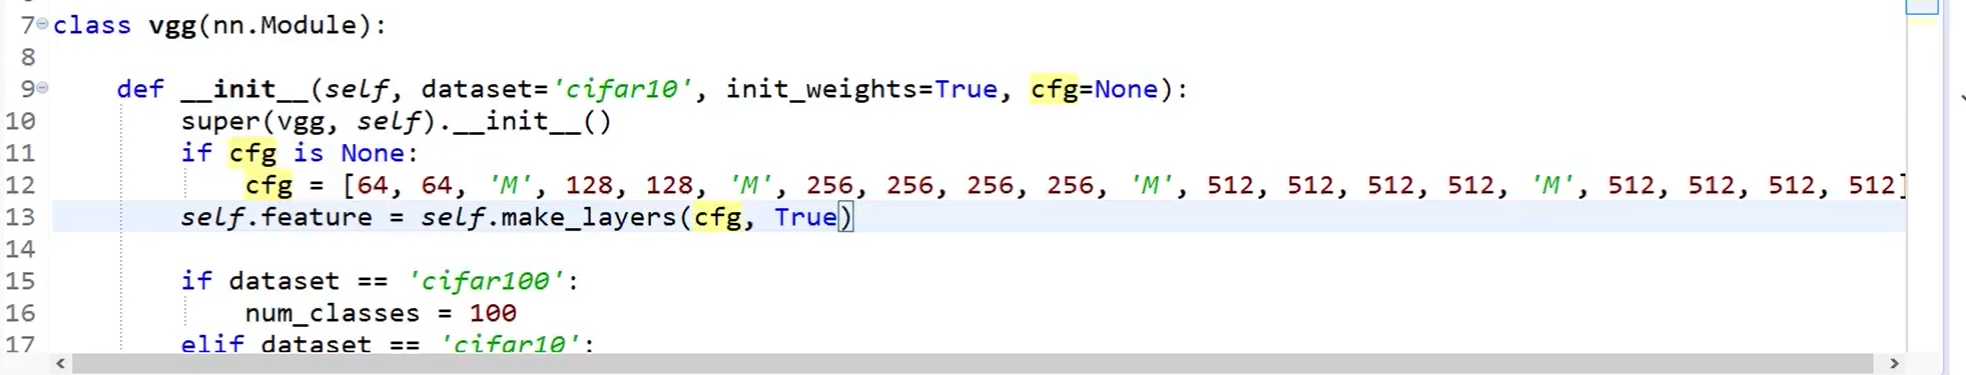 7 class vgg(nn.Module):
8
9 def __init__(self, dataset='cifar10', init_weights=True, cfg=None):
10 super(vgg, self).__init__()
11 if cfg is None:
12 cfg = [64, 64, 'M', 128, 128, 'M', 256, 256, 256, 256, 'M', 512, 512, 512, 512, 'M', 512, 512, 512, 512]
13 self.feature = self.make_layers(cfg, True)
14
15 if dataset == 'cifar100':
16 num_classes = 100
17 elif dataset == 'cifar10':